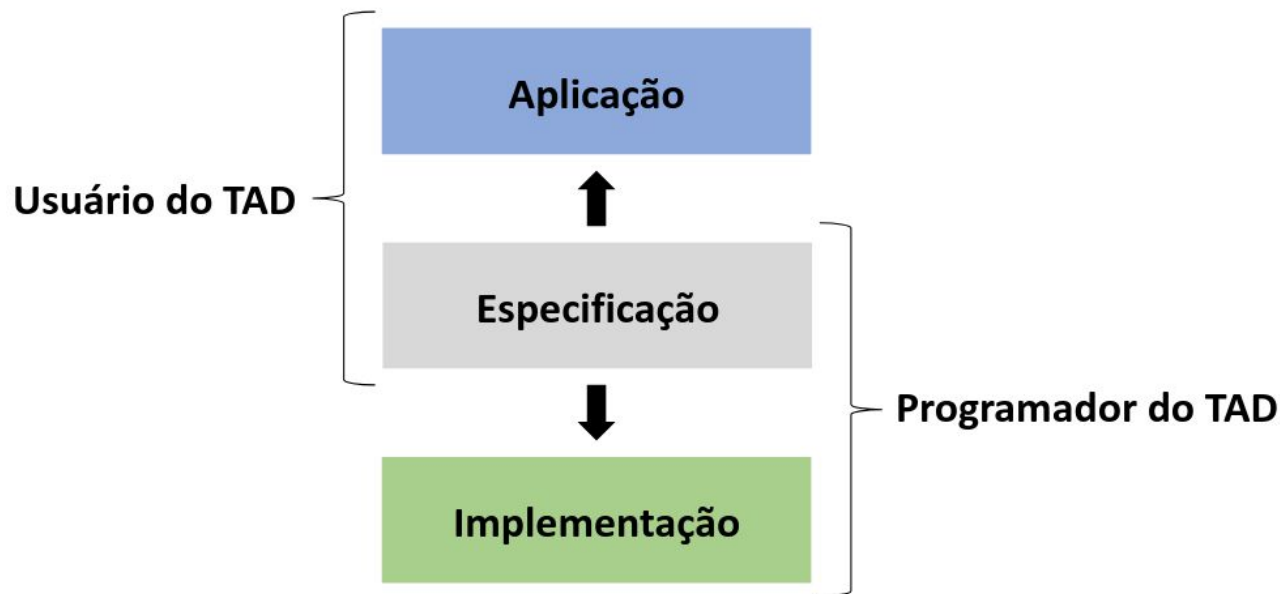 Aplicação
Usuário do TAD
Especificação
Programador do TAD
Implementação